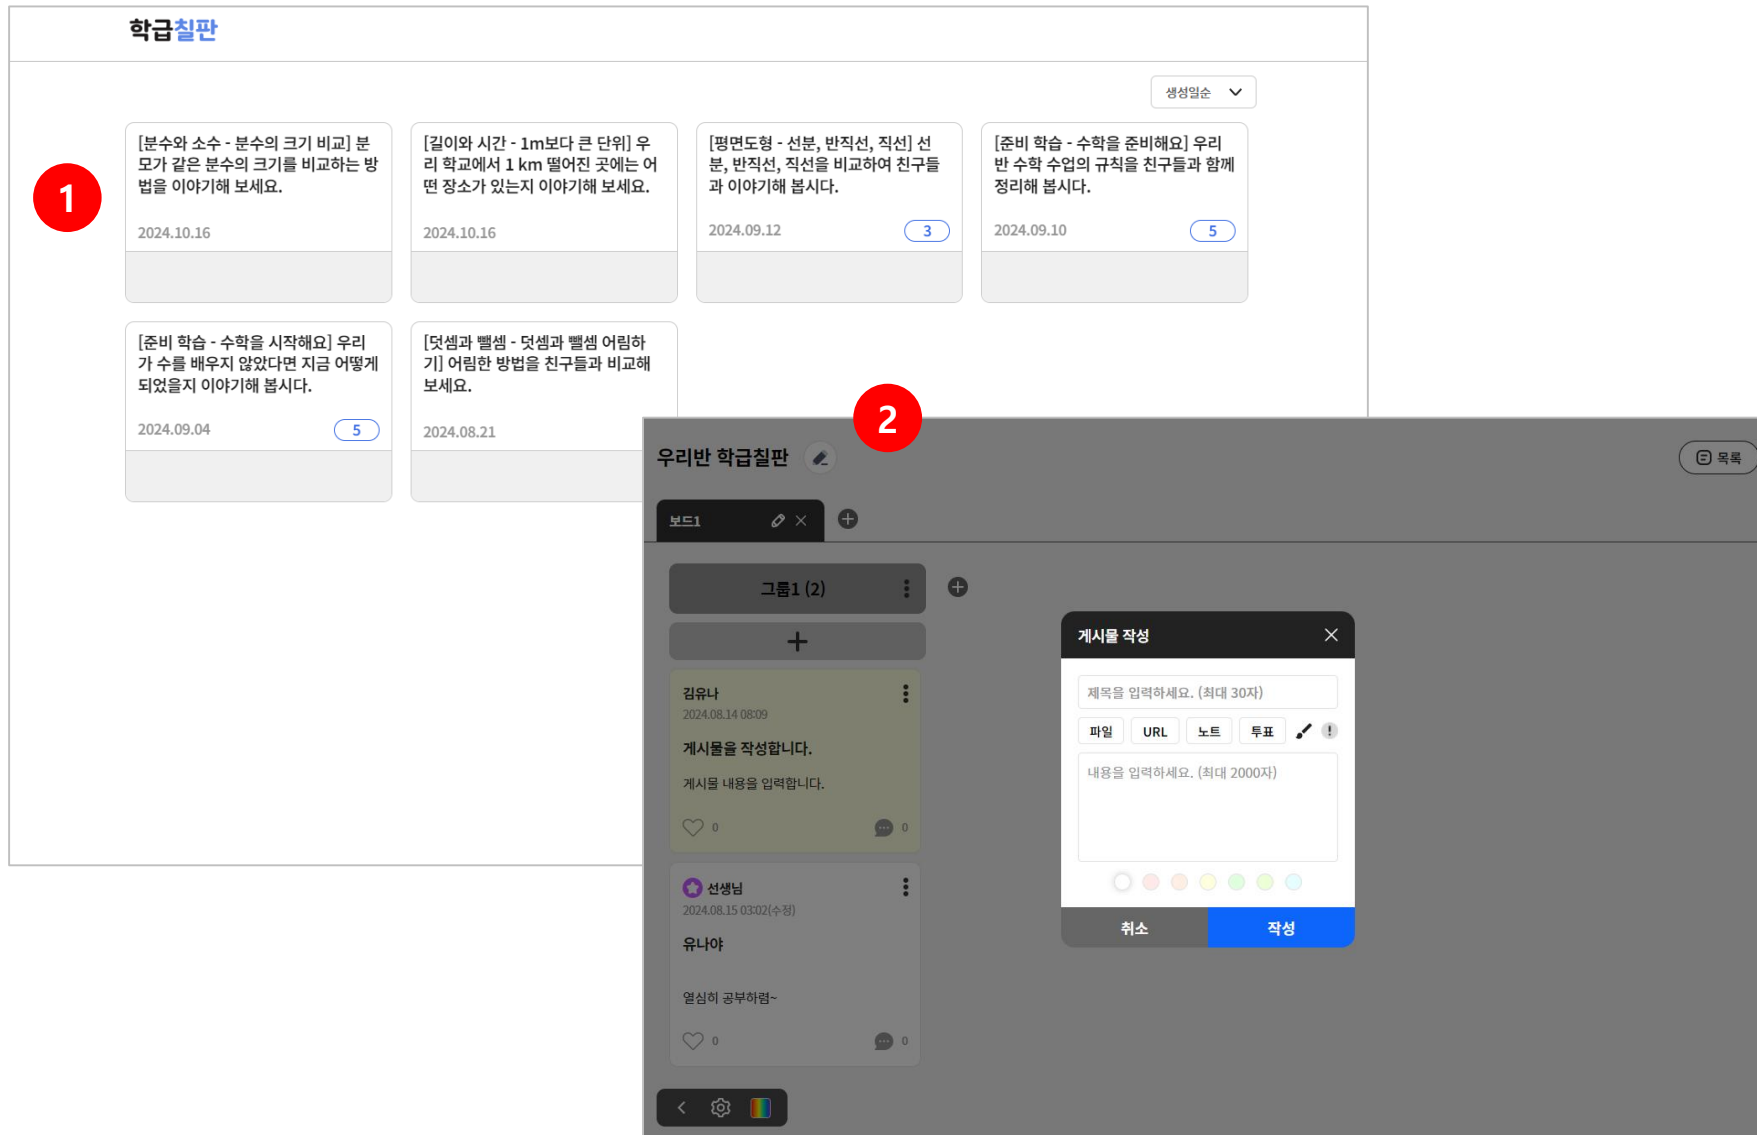 학급칠판
생성일순
1
[분수와 소수 - 분수의 크기 비교] 분
모가 같은 분수의 크기를 비교하는 방
법을 이야기해 보세요.
2024.10.16
[길이와 시간 - 1m보다 큰 단위] 우
리 학교에서 1 km 떨어진 곳에는 어
떤 장소가 있는지 이야기해 보세요.
2024.10.16
[평면도형 - 선분, 반직선, 직선] 선
분, 반직선, 직선을 비교하여 친구들
과 이야기해 봅시다.
2024.09.12
3
[준비 학습 - 수학을 준비해요] 우리
반 수학 수업의 규칙을 친구들과 함께
정리해 봅시다.
2024.09.10
5
[준비 학습 - 수학을 시작해요] 우리
가 수를 배우지 않았다면 지금 어떻게
되었을지 이야기해 봅시다.
2024.09.04
5
[덧셈과 뺄셈 - 덧셈과 뺄셈 어림하
기] 어림한 방법을 친구들과 비교해
보세요.
2024.08.21
2
우리반 학급칠판
목록
보드1
그룹1 (2)
김유나
2024.08.14 08:09
게시물을 작성합니다.
게시물 내용을 입력합니다.
0
0
선생님
2024.08.15 03:02(수정)
유나야
열심히 공부하렴~
0
0
게시물 작성
제목을 입력하세요. (최대 30자)
파일
URL
노트
투표
내용을 입력하세요. (최대 2000자)
취소
작성